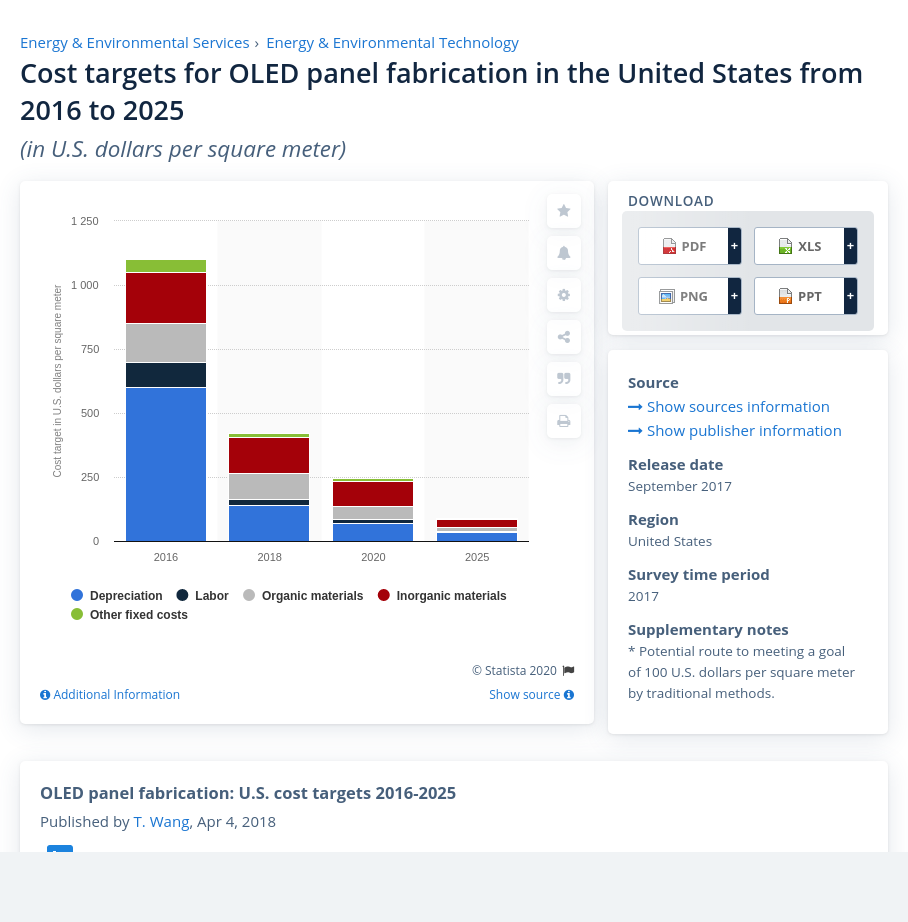 Energy & Environmental Services › Energy & Environmental Technology
Cost targets for OLED panel fabrication in the United States from
2016 to 2025
(in U.S. dollars per square meter)
Cost target in U.S. dollars per square meter
1 250
1 000
750
500
250
0
2016 2018 2020 2025
Depreciation Labor Organic materials Inorganic materials
Other fixed costs
© Statista 2020
Additional Information Show source
DOWNLOAD
PDF + XLS +
PNG + PPT +
Source
Show sources information
Show publisher information
Release date
September 2017
Region
United States
Survey time period
2017
Supplementary notes
* Potential route to meeting a goal
of 100 U.S. dollars per square meter
by traditional methods.
OLED panel fabrication: U.S. cost targets 2016-2025
Published by T. Wang, Apr 4, 2018